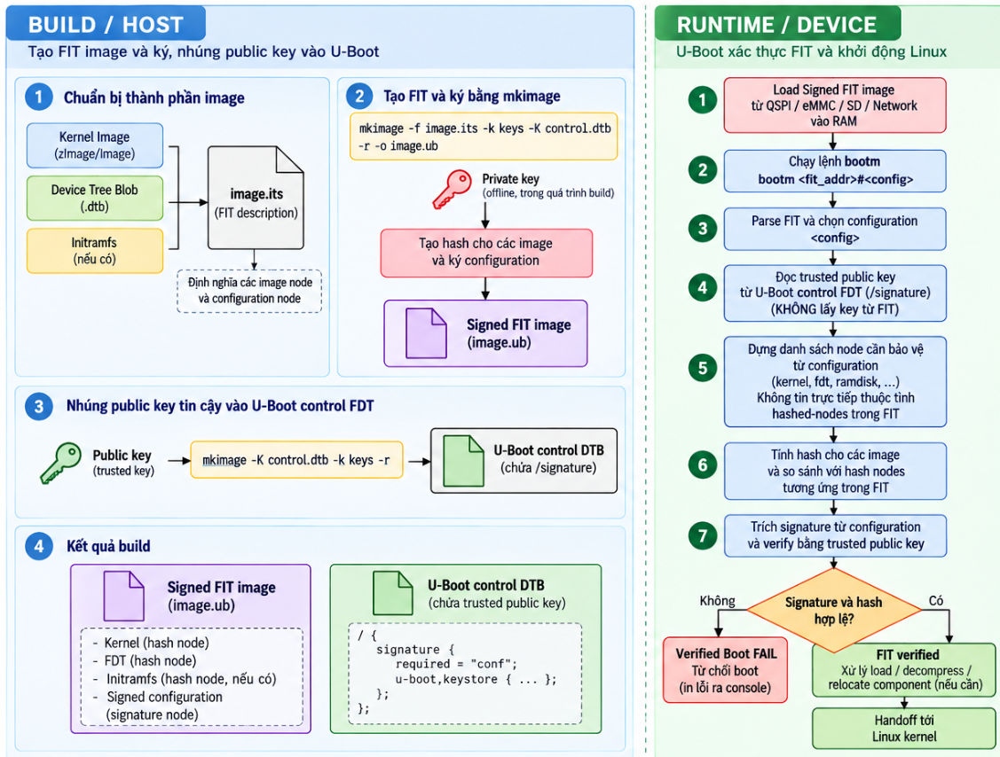 BUILD / HOST
Tạo FIT image và ký, nhúng public key vào U-Boot
1
Chuẩn bị thành phần image
Kernel Image
(zImage/Image)
Device Tree Blob
(.dtb)
Initramfs
(nếu có)
image.its
(FIT description)
Định nghĩa các image node
và configuration node
2
Tạo FIT và ký bằng mkimage
mkimage -f image.its -k keys -K control.dtb
-r -o image.ub
Private key
(offline, trong quá trình build)
Tạo hash cho các image
và ký configuration
Signed FIT image
(image.ub)
3
Nhúng public key tin cậy vào U-Boot control FDT
Public key
(trusted key)
mkimage -K control.dtb -k keys -r
U-Boot control DTB
(chứa /signature)
4
Kết quả build
Signed FIT image
(image.ub)
- Kernel (hash node)
- FDT (hash node)
- Initramfs (hash node, nếu có)
- Signed configuration
(signature node)
U-Boot control DTB
(chứa trusted public key)
/ {
signature {
required = "conf";
u-boot,keystore { ... };
};
};
RUNTIME / DEVICE
U-Boot xác thực FIT và khởi động Linux
1
Load Signed FIT image
từ QSPI / eMMC / SD / Network
vào RAM
2
Chạy lệnh bootm
bootm <fit_addr>#<config>
3
Parse FIT và chọn configuration
<config>
4
Đọc trusted public key
từ U-Boot control FDT (/signature)
(KHÔNG lấy key từ FIT)
5
Dựng danh sách node cần bảo vệ
từ configuration
(kernel, fdt, ramdisk, ...)
Không tin trực tiếp thuộc tình
hashed-nodes trong FIT
6
Tính hash cho các image
và so sánh với hash nodes
tương ứng trong FIT
7
Trích signature từ configuration
và verify bằng trusted public key
Signature và hash
hợp lệ?
Không
Có
Verified Boot FAIL
Từ chối boot
(in lỗi ra console)
FIT verified
Xử lý load / decompress /
relocate component (nếu cần)
Handoff tới
Linux kernel